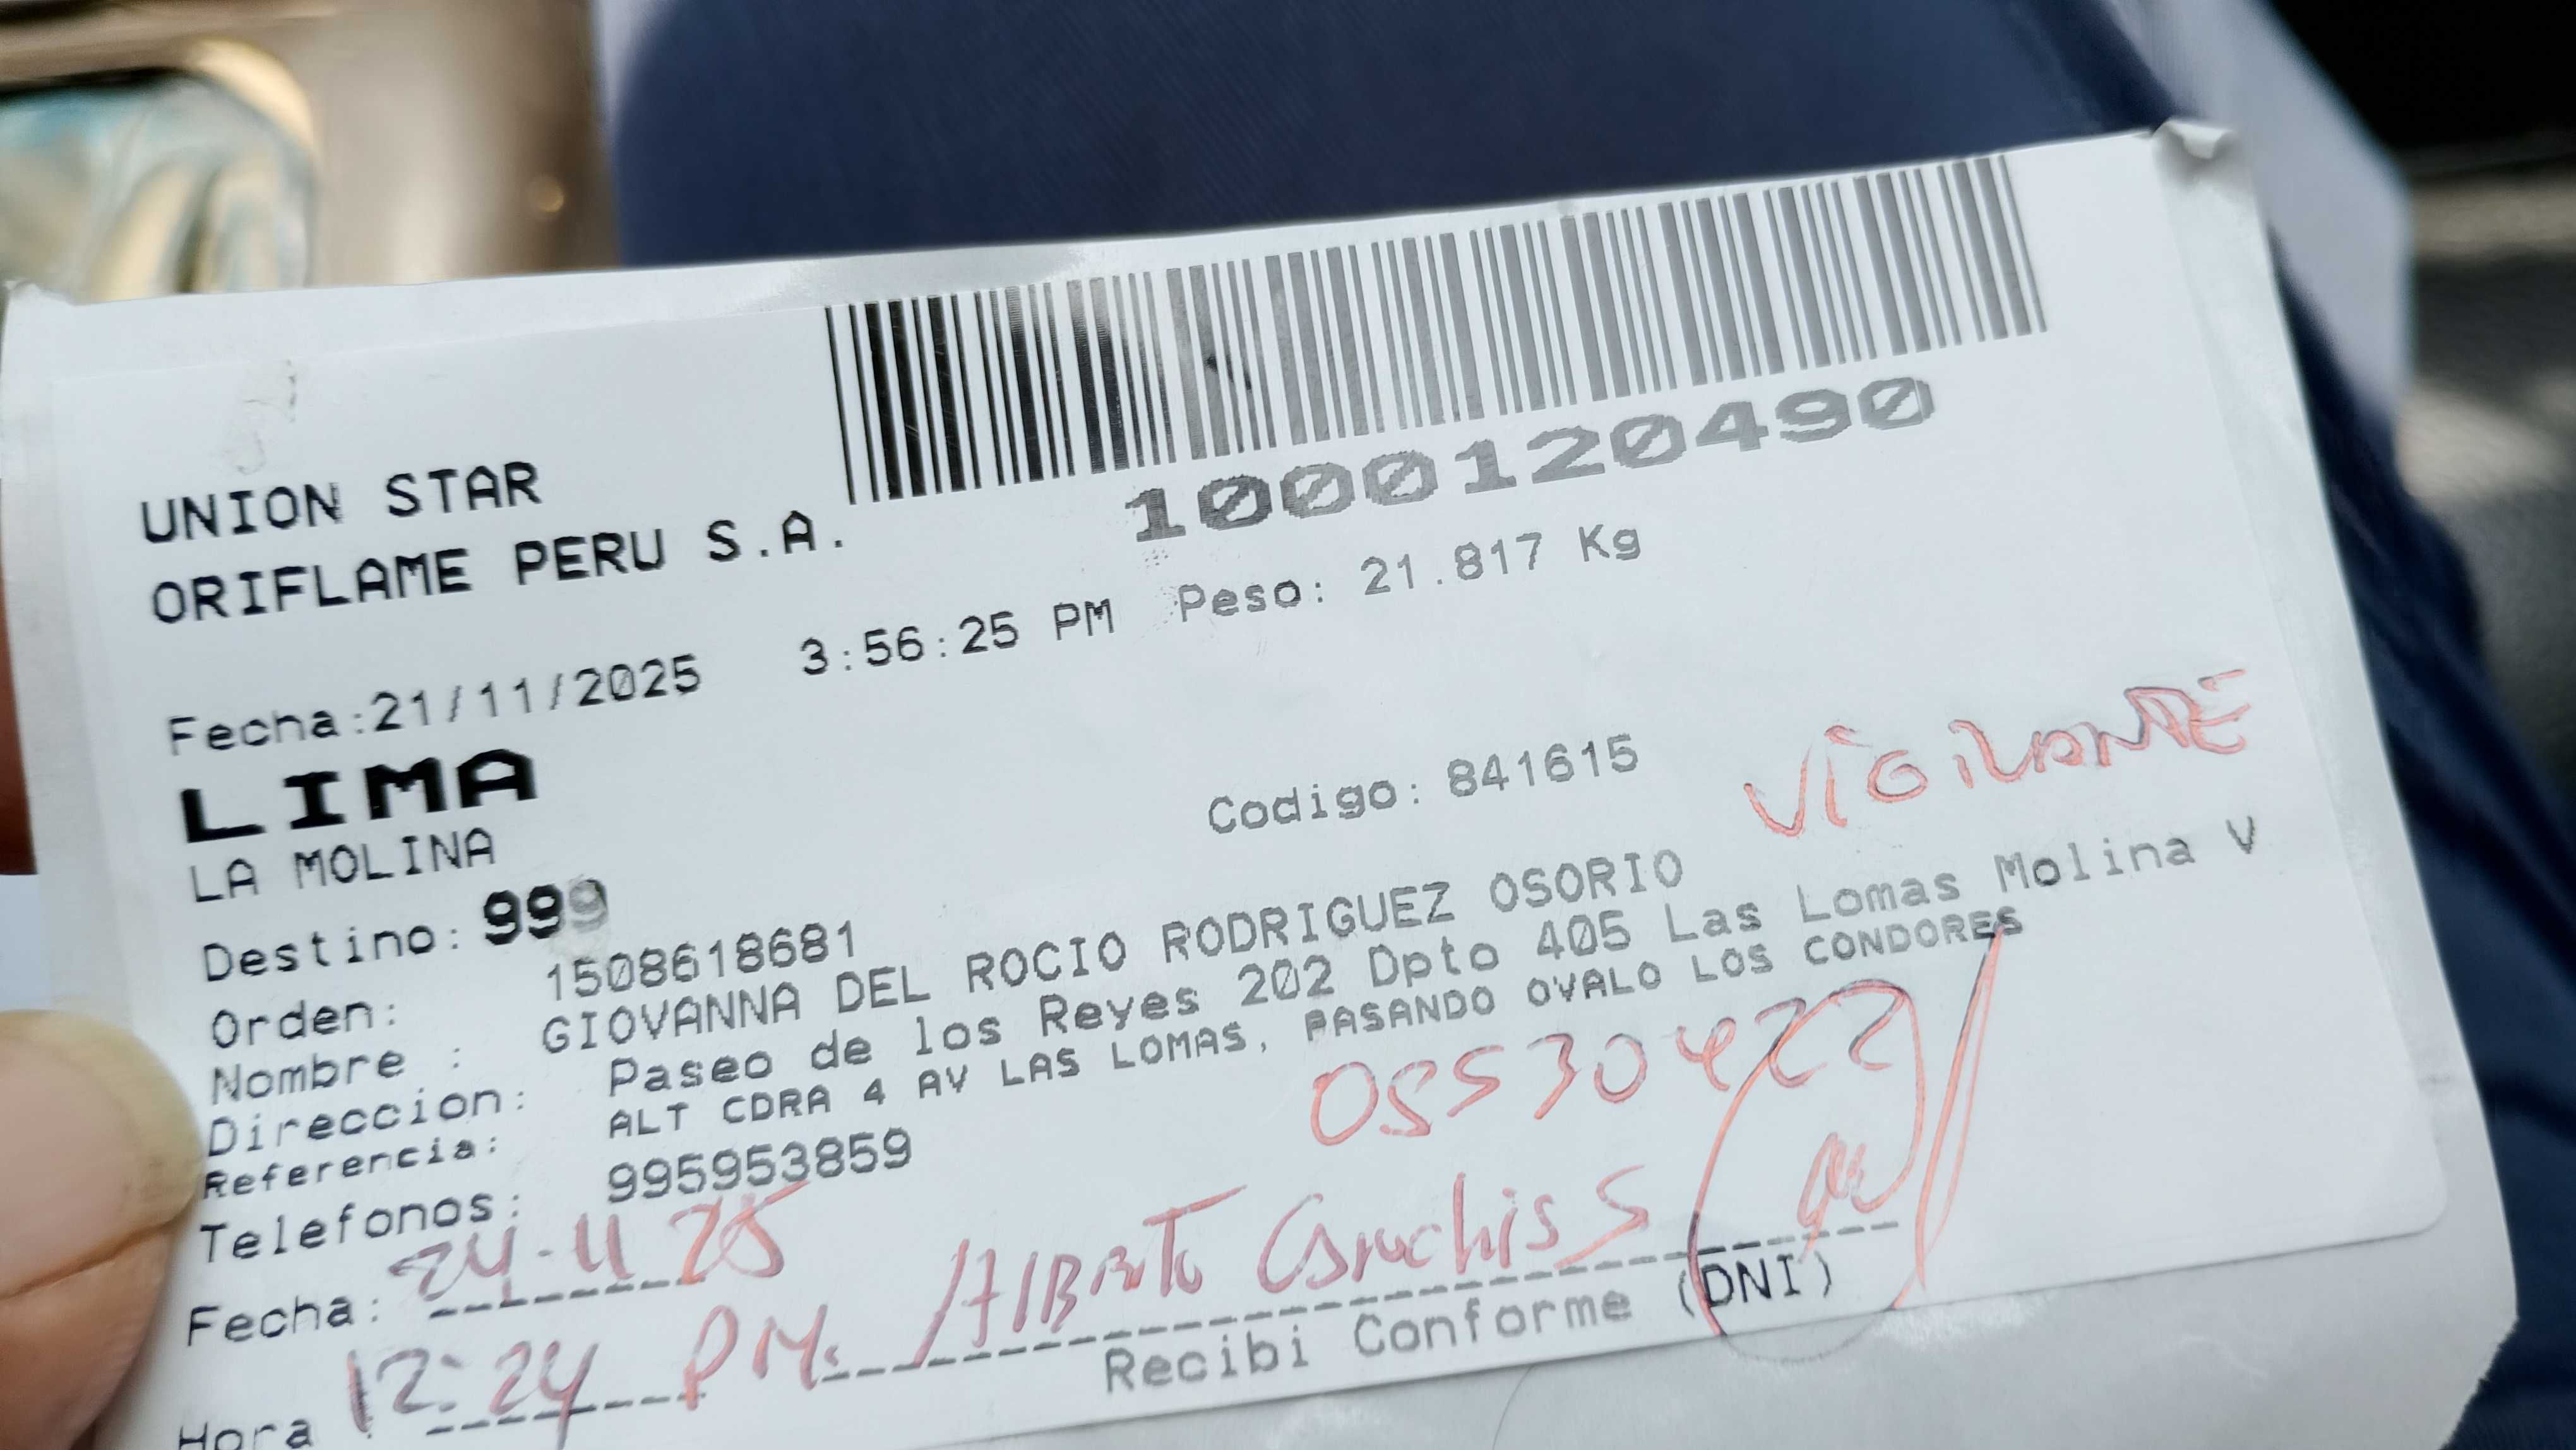 1000120490
UNION STAR
ORIFLAME PERU S.A.
Fecha:21/11/2025 3:56:25 PM Peso: 21.817 Kg
LIMA
LA MOLINA
Codigo: 841615
VIGILANTE
Destino: 999
Orden: 1508618681
Nombre : GIOVANNA DEL ROCIO RODRIGUEZ OSORIO
Direccion: Paseo de los Reyes 202 Dpto 405 Las Lomas Molina V
Referencia: ALT CDRA 4 AV LAS LOMAS, PASANDO OVALO LOS CONDORES
Telefonos: 995953859
05530422
Fecha: 24-11 25
Hora : 12:24 PM. Alberto
Recibi Conforme (DNI)